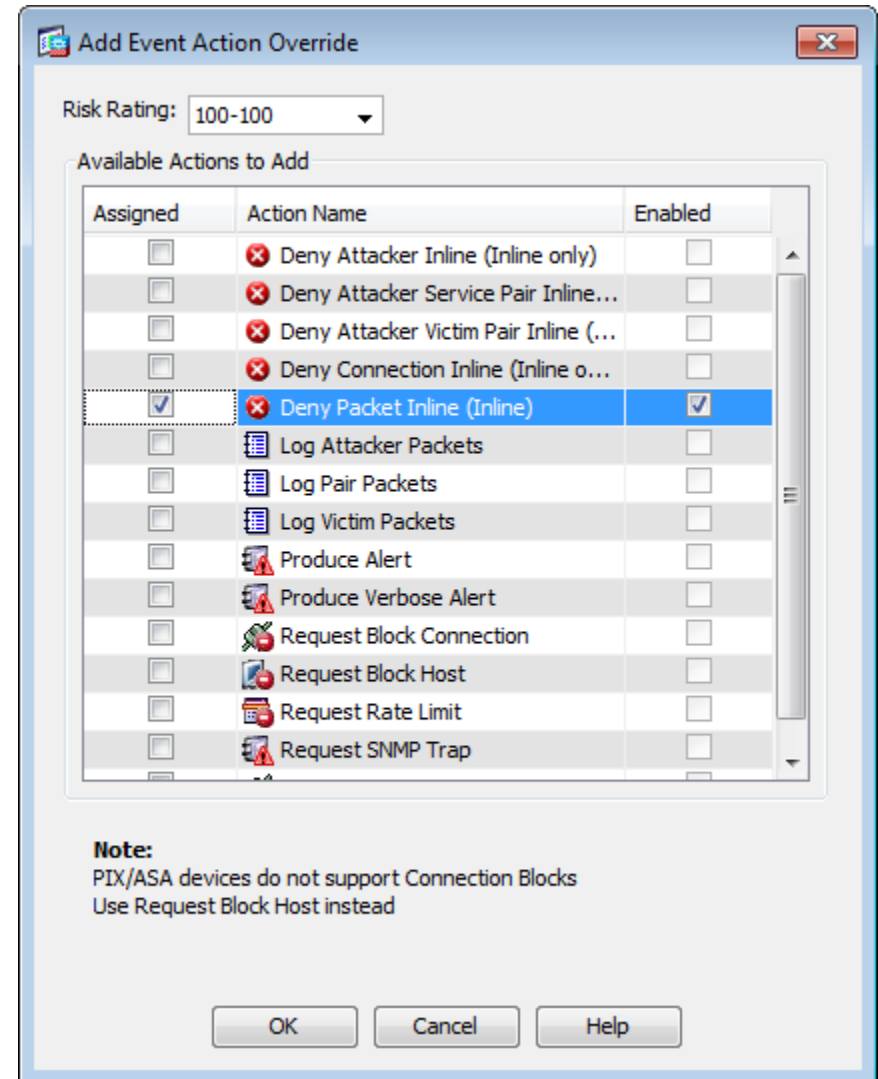 Add Event Action Override
Risk Rating: 100-100
Available Actions to Add
Assigned Action Name Enabled
Deny Attacker Inline (Inline only)
Deny Attacker Service Pair Inline...
Deny Attacker Victim Pair Inline (...
Deny Connection Inline (Inline o...
Deny Packet Inline (Inline)
Log Attacker Packets
Log Pair Packets
Log Victim Packets
Produce Alert
Produce Verbose Alert
Request Block Connection
Request Block Host
Request Rate Limit
Request SNMP Trap
Note:
PIX/ASA devices do not support Connection Blocks
Use Request Block Host instead
OK Cancel Help